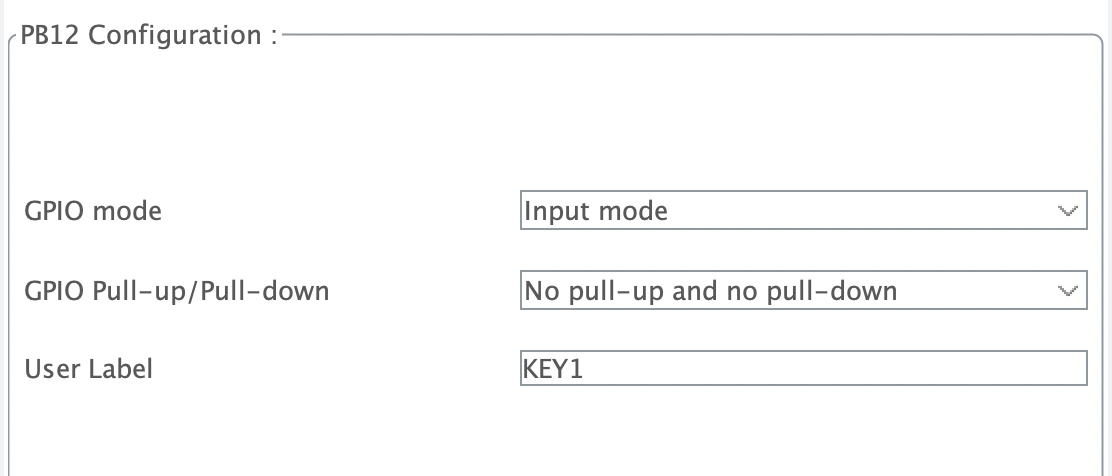 PB12 Configuration :
GPIO mode Input mode
GPIO Pull-up/Pull-down No pull-up and no pull-down
User Label KEY1